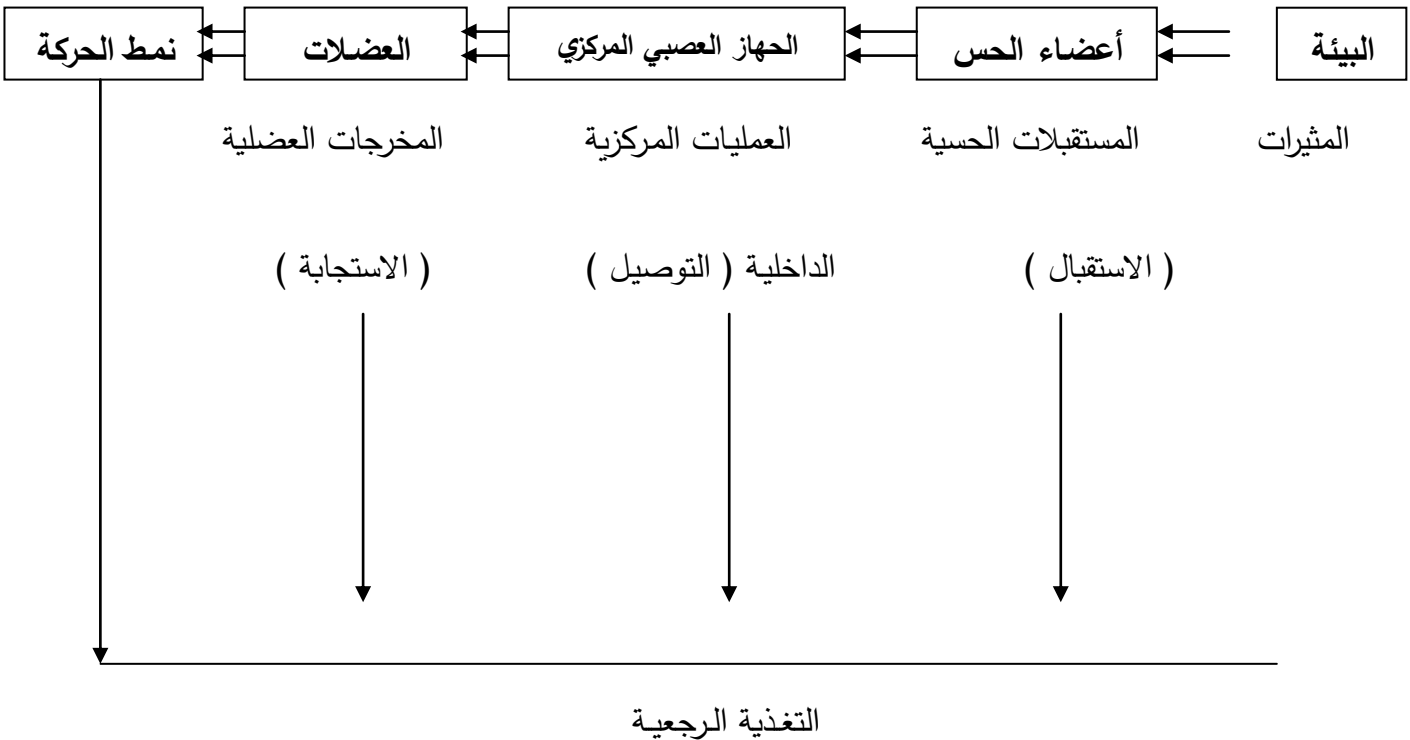 البيئة أعضاء الحس الحهاز العصبي المركزي العضلات نمط الحركة
المثيرات المستقبلات الحسية العمليات المركزية المخرجات العضلية
( الاستقبال ) الداخلية ( التوصيل ) ( الاستجابة )
التغذية الرجعية